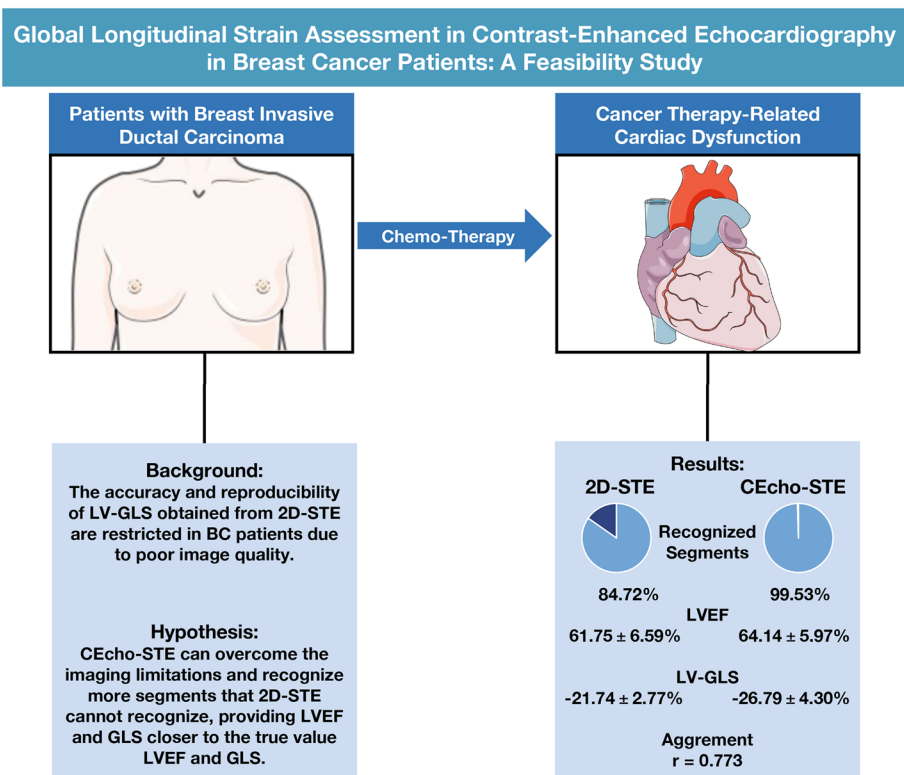 Global Longitudinal Strain Assessment in Contrast-Enhanced Echocardiography
in Breast Cancer Patients: A Feasibility Study
Patients with Breast Invasive
Ductal Carcinoma
Chemo-Therapy
Cancer Therapy-Related
Cardiac Dysfunction
Background:
The accuracy and reproducibility
of LV-GLS obtained from 2D-STE
are restricted in BC patients due
to poor image quality.
Hypothesis:
CEcho-STE can overcome the
imaging limitations and recognize
more segments that 2D-STE
cannot recognize, providing LVEF
and GLS closer to the true value
LVEF and GLS.
Results:
2D-STE CEcho-STE
Recognized
Segments
84.72% 99.53%
LVEF
61.75 ± 6.59% 64.14 ± 5.97%
LV-GLS
-21.74 ± 2.77% -26.79 ± 4.30%
Aggrement
r = 0.773